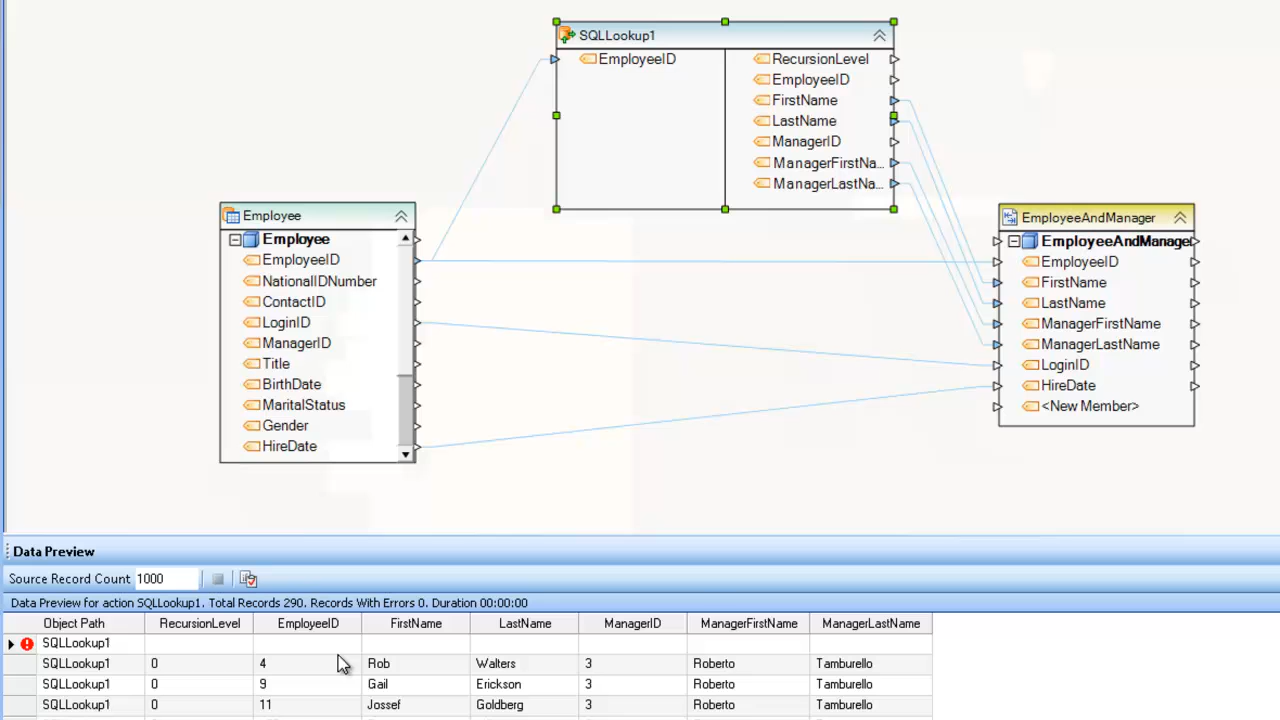 SQLLookup1
EmployeeID
RecursionLevel
EmployeeID
FirstName
LastName
ManagerID
ManagerFirstNa...
ManagerLastNa...
Employee
Employee
EmployeeID
NationalIDNumber
ContactID
LoginID
ManagerID
Title
BirthDate
MaritalStatus
Gender
HireDate
EmployeeAndManager
EmployeeAndManage
EmployeeID
FirstName
LastName
ManagerFirstName
ManagerLastName
LoginID
HireDate
<New Member>
Data Preview
Source Record Count 1000
Data Preview for action SQLLookup1. Total Records 290. Records With Errors 0. Duration 00:00:00
Object Path RecursionLevel EmployeeID FirstName LastName ManagerID ManagerFirstName ManagerLastName
SQLLookup1
SQLLookup1 0 4 Rob Walters 3 Roberto Tamburello
SQLLookup1 0 9 Gail Erickson 3 Roberto Tamburello
SQLLookup1 0 11 Jossef Goldberg 3 Roberto Tamburello